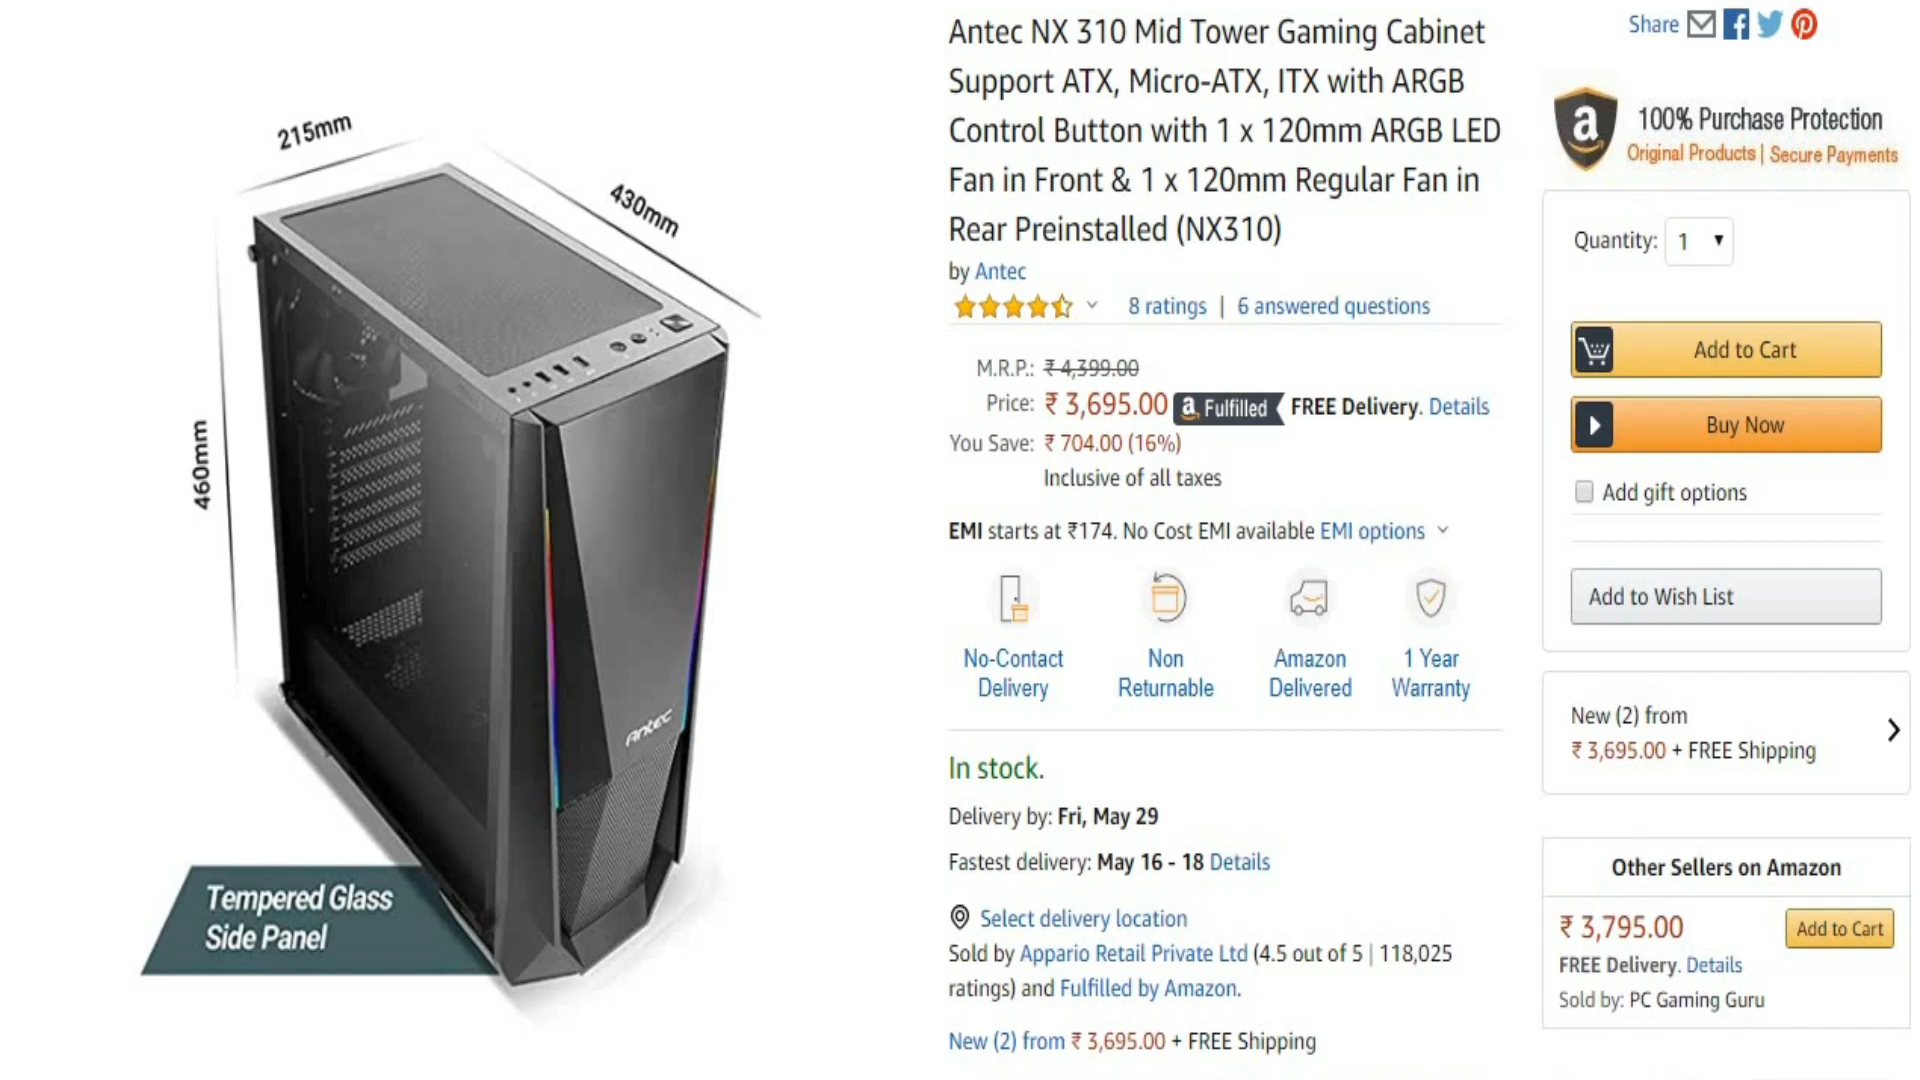 215mm
430mm
460mm
Antec
Tempered Glass
Side Panel
Antec NX 310 Mid Tower Gaming Cabinet
Support ATX, Micro-ATX, ITX with ARGB
Control Button with 1 x 120mm ARGB LED
Fan in Front & 1 x 120mm Regular Fan in
Rear Preinstalled (NX310)
by Antec
8 ratings | 6 answered questions
M.R.P.: ₹ 4,399.00
Price: ₹ 3,695.00 a Fulfilled FREE Delivery. Details
You Save: ₹ 704.00 (16%)
Inclusive of all taxes
EMI starts at ₹174. No Cost EMI available EMI options
No-Contact
Delivery
Non
Returnable
Amazon
Delivered
1 Year
Warranty
In stock.
Delivery by: Fri, May 29
Fastest delivery: May 16 - 18 Details
Select delivery location
Sold by Appario Retail Private Ltd (4.5 out of 5 | 118,025
ratings) and Fulfilled by Amazon.
New (2) from ₹ 3,695.00 + FREE Shipping
Share
a
100% Purchase Protection
Original Products | Secure Payments
Quantity: 1
Add to Cart
Buy Now
Add gift options
Add to Wish List
New (2) from
₹ 3,695.00 + FREE Shipping
Other Sellers on Amazon
₹ 3,795.00 Add to Cart
FREE Delivery. Details
Sold by: PC Gaming Guru